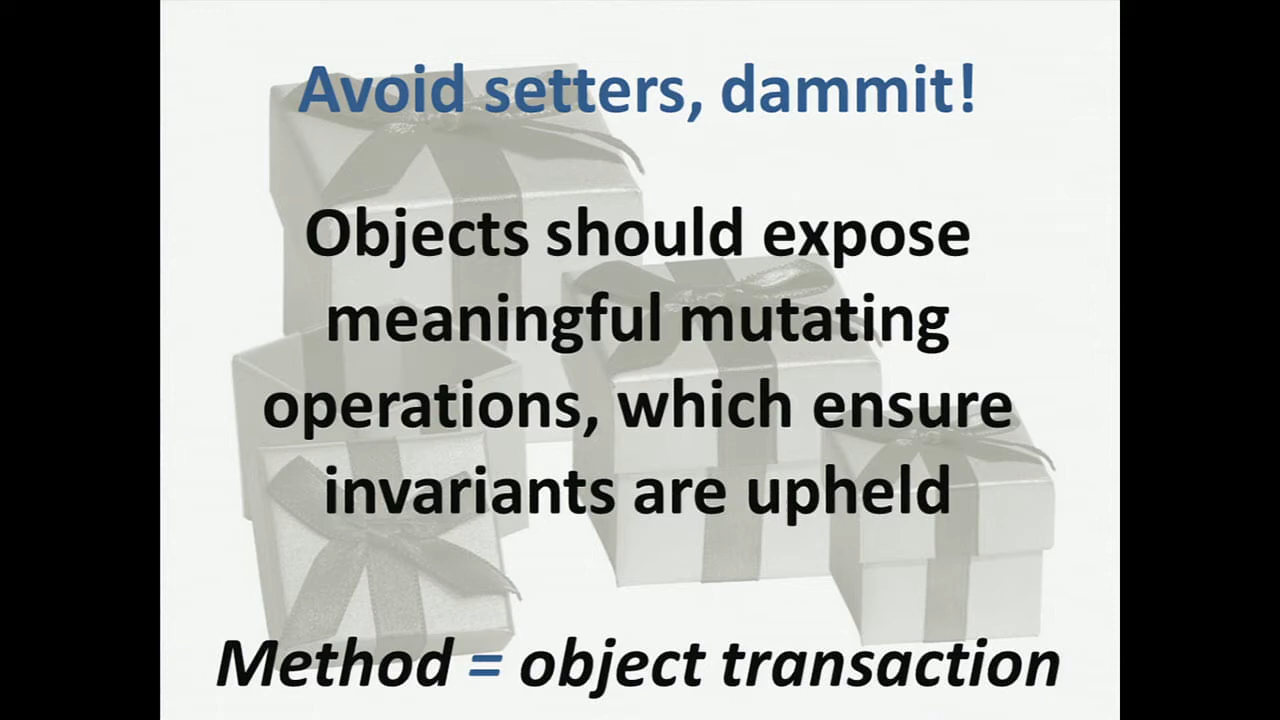 Avoid setters, dammit!
Objects should expose
meaningful mutating
operations, which ensure
invariants are upheld
Method = object transaction